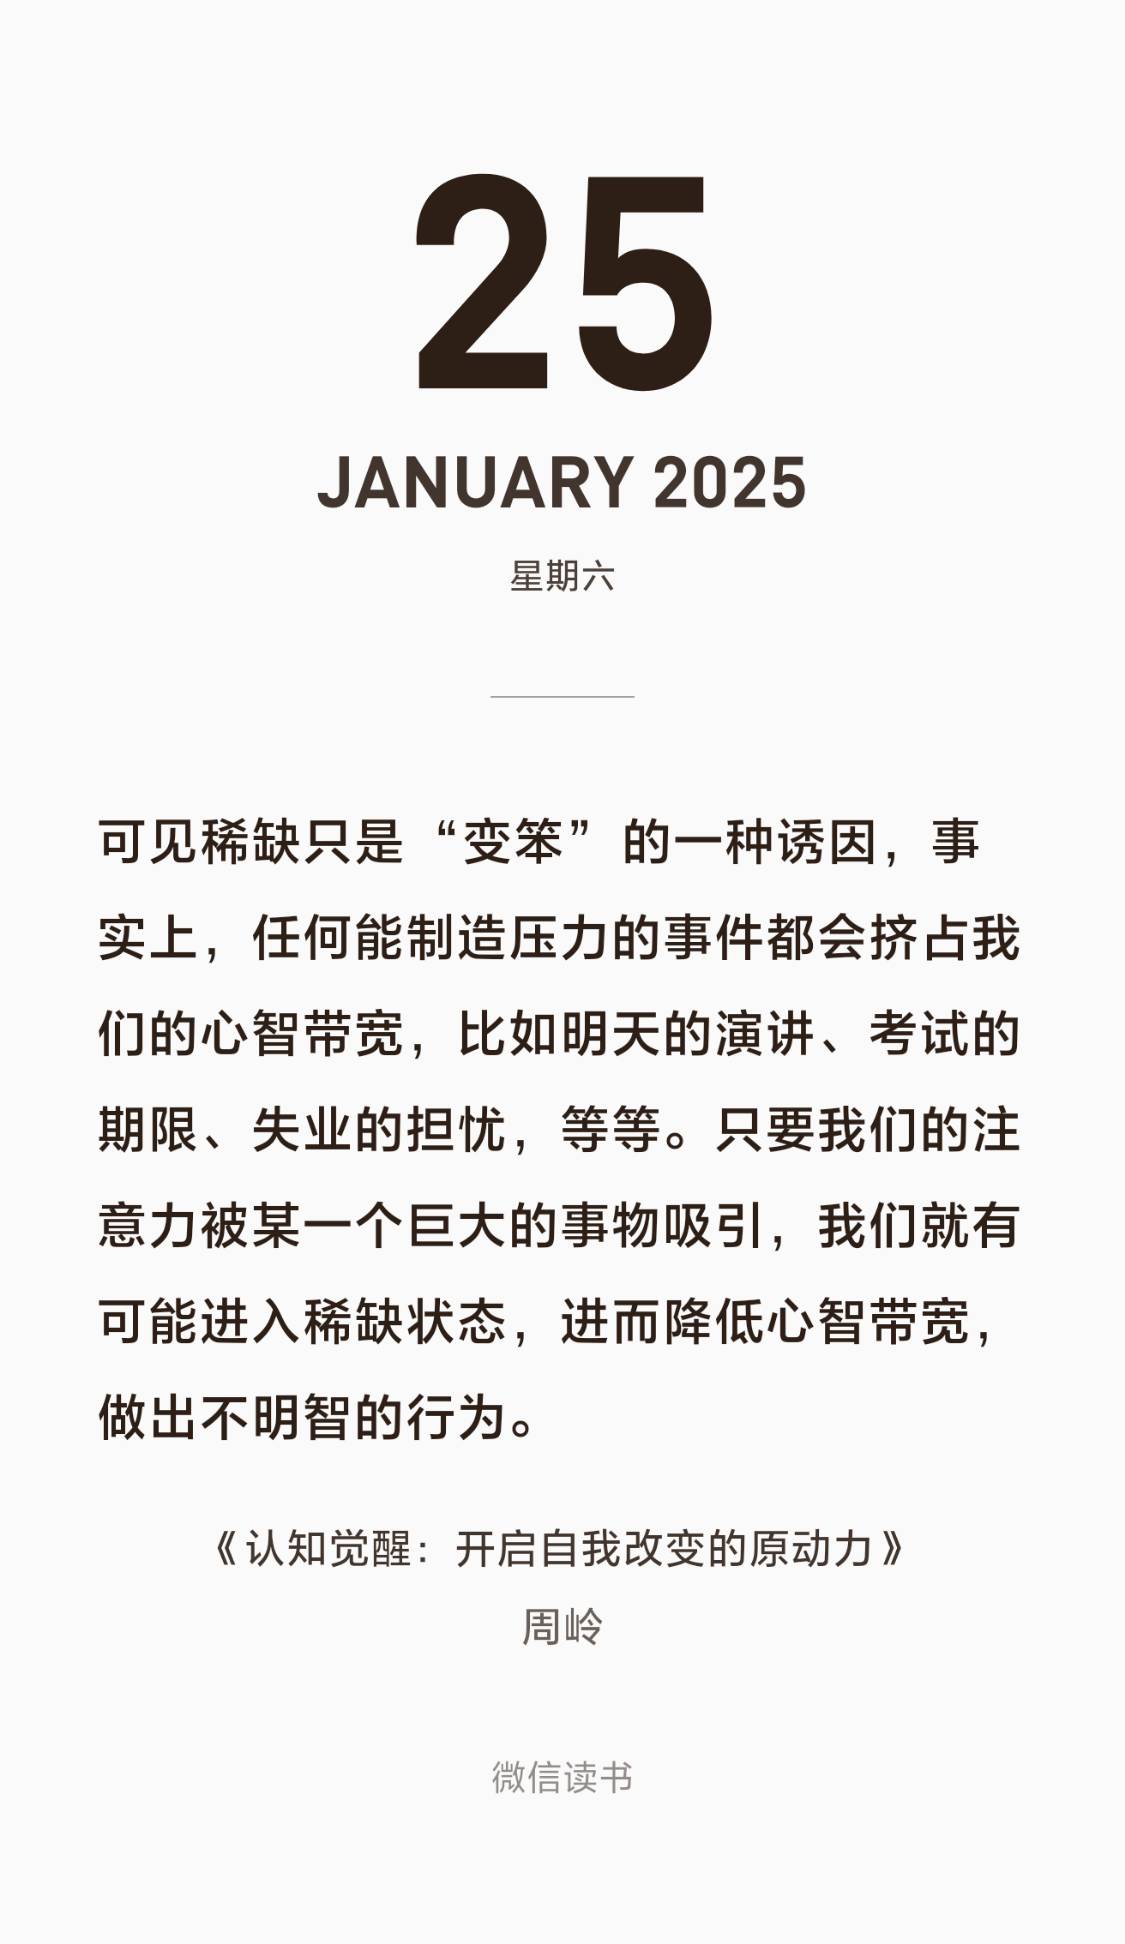 25
JANUARY 2025
星期六
可见稀缺只是“变笨”的一种诱因，事
实上，任何能制造压力的事件都会挤占我
们的心智带宽，比如明天的演讲、考试的
期限、失业的担忧，等等。只要我们的注
意力被某一个巨大的事物吸引，我们就有
可能进入稀缺状态，进而降低心智带宽，
做出不明智的行为。
《认知觉醒：开启自我改变的原动力》
周岭
微信读书